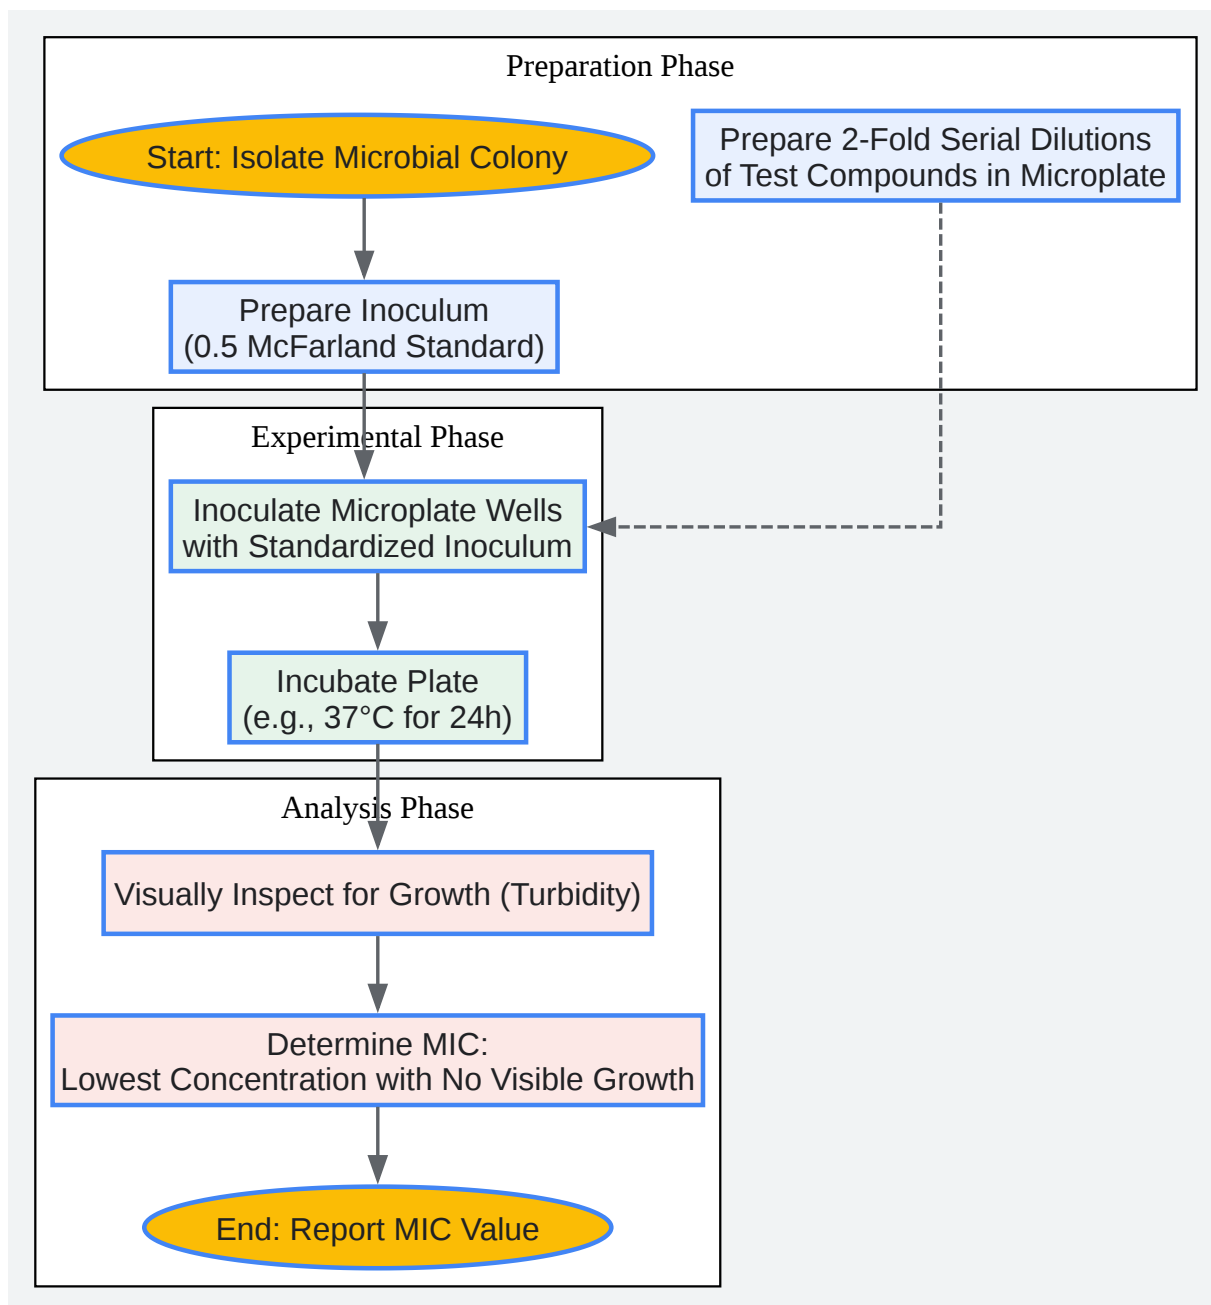 Preparation Phase
Start: Isolate Microbial Colony
Prepare 2-Fold Serial Dilutions
of Test Compounds in Microplate
Prepare Inoculum
(0.5 McFarland Standard)
Experimental Phase
Inoculate Microplate Wells
with Standardized Inoculum
Incubate Plate
(e.g., 37°C for 24h)
Analysis Phase
Visually Inspect for Growth (Turbidity)
Determine MIC:
Lowest Concentration with No Visible Growth
End: Report MIC Value